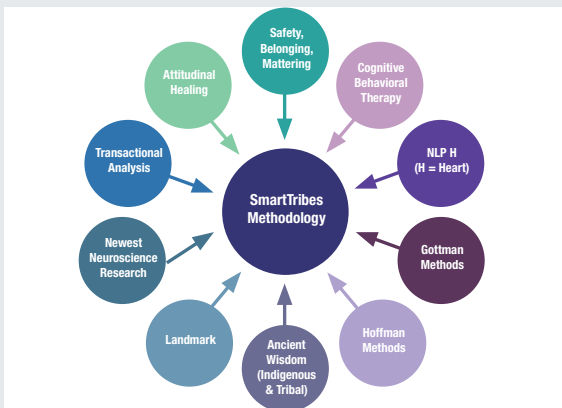 Safety,
Belonging,
Mattering
Cognitive
Behavioral
Therapy
NLP H
(H = Heart)
Gottman
Methods
Hoffman
Methods
Ancient
Wisdom
(Indigenous
& Tribal)
Landmark
Newest
Neuroscience
Research
Transactional
Analysis
Attitudinal
Healing
SmartTribes
Methodology